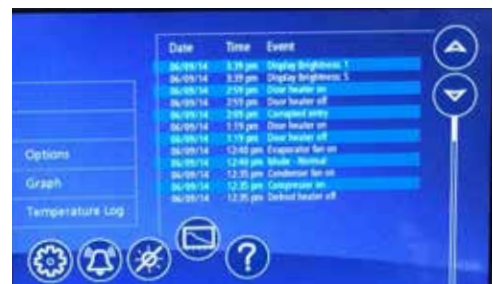 Date Time Event
06/09/14 3:39 pm Display Brightness: 1
06/09/14 3:39 pm Display Brightness: 5
06/09/14 2:59 pm Door heater on
06/09/14 2:59 pm Door heater off
06/09/14 2:09 pm Corrupted entry
06/09/14 1:19 pm Door heater on
06/09/14 1:19 pm Door heater off
06/09/14 12:40 pm Evaporator fan on
06/09/14 12:40 pm Mode - Normal
06/09/14 12:35 pm Condenser fan on
06/09/14 12:35 pm Compressor on
06/09/14 12:35 pm Defrost heater off
Options
Graph
Temperature Log
?